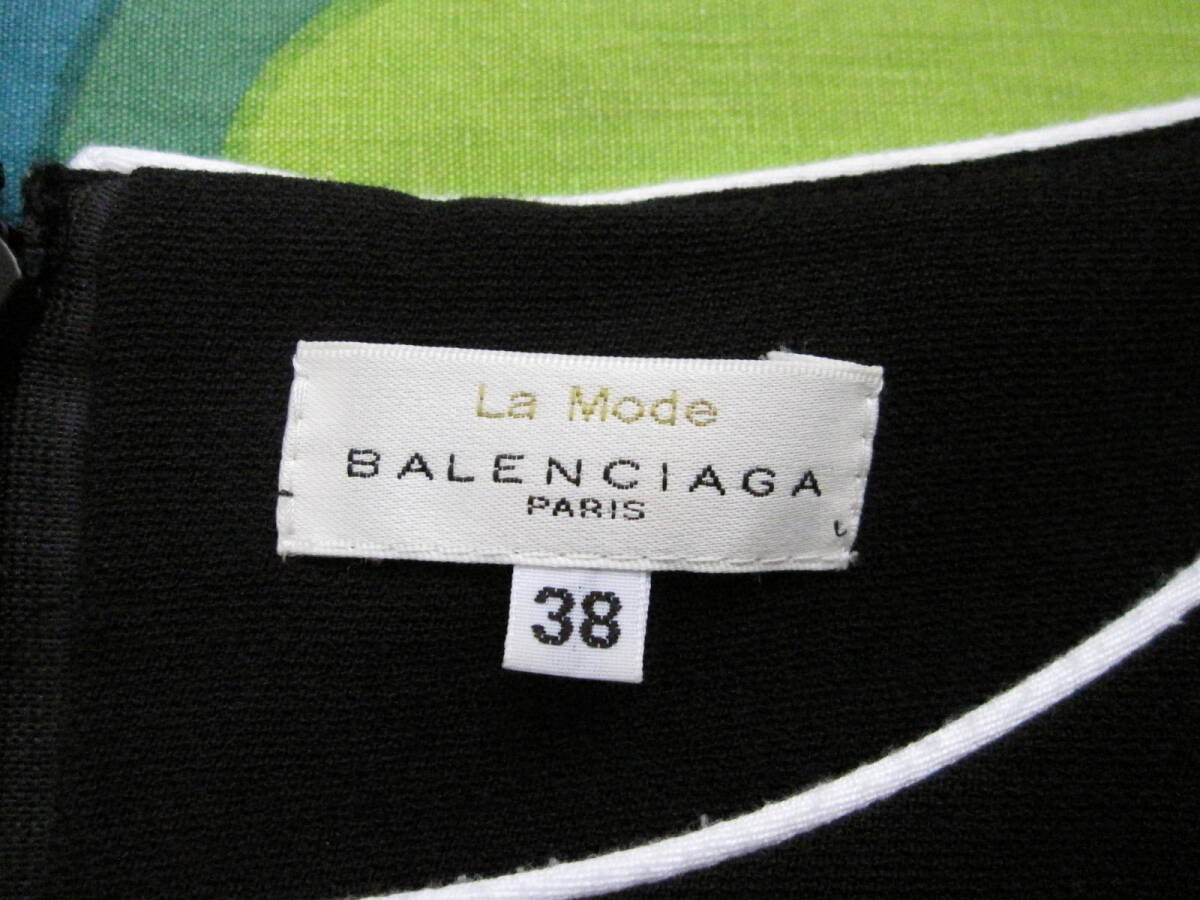 La Mode
BALENCIAGA
PARIS
38